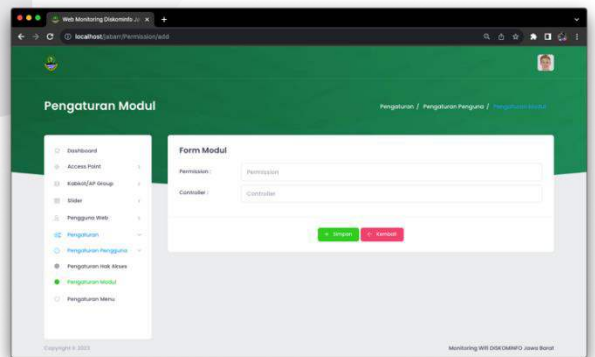 Web Monitoring Diskominfo Ja
localhost/jabarr/Permission/add
Pengaturan Modul
Pengaturan / Pengaturan Pengguna / Pengaturan Modul
Dashboard
Access Point
Kabkot/AP Group
Slider
Pengguna Web
Pengaturan
Pengaturan Pengguna
Pengaturan Hak Akses
Pengaturan Modul
Pengaturan Menu
Form Modul
Permission :
Permission
Controller :
Controller
Simpan
Kembali
Copyright © 2023
Monitoring Wifi DISKOMINFO Jawa Barat